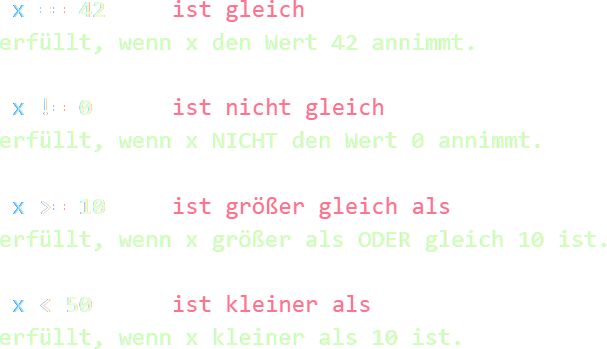 x == 42 ist gleich
erfüllt, wenn x den Wert 42 annimmt.
x != 0 ist nicht gleich
erfüllt, wenn x NICHT den Wert 0 annimmt.
x >= 10 ist größer gleich als
erfüllt, wenn x größer als ODER gleich 10 ist.
x < 50 ist kleiner als
erfüllt, wenn x kleiner als 10 ist.